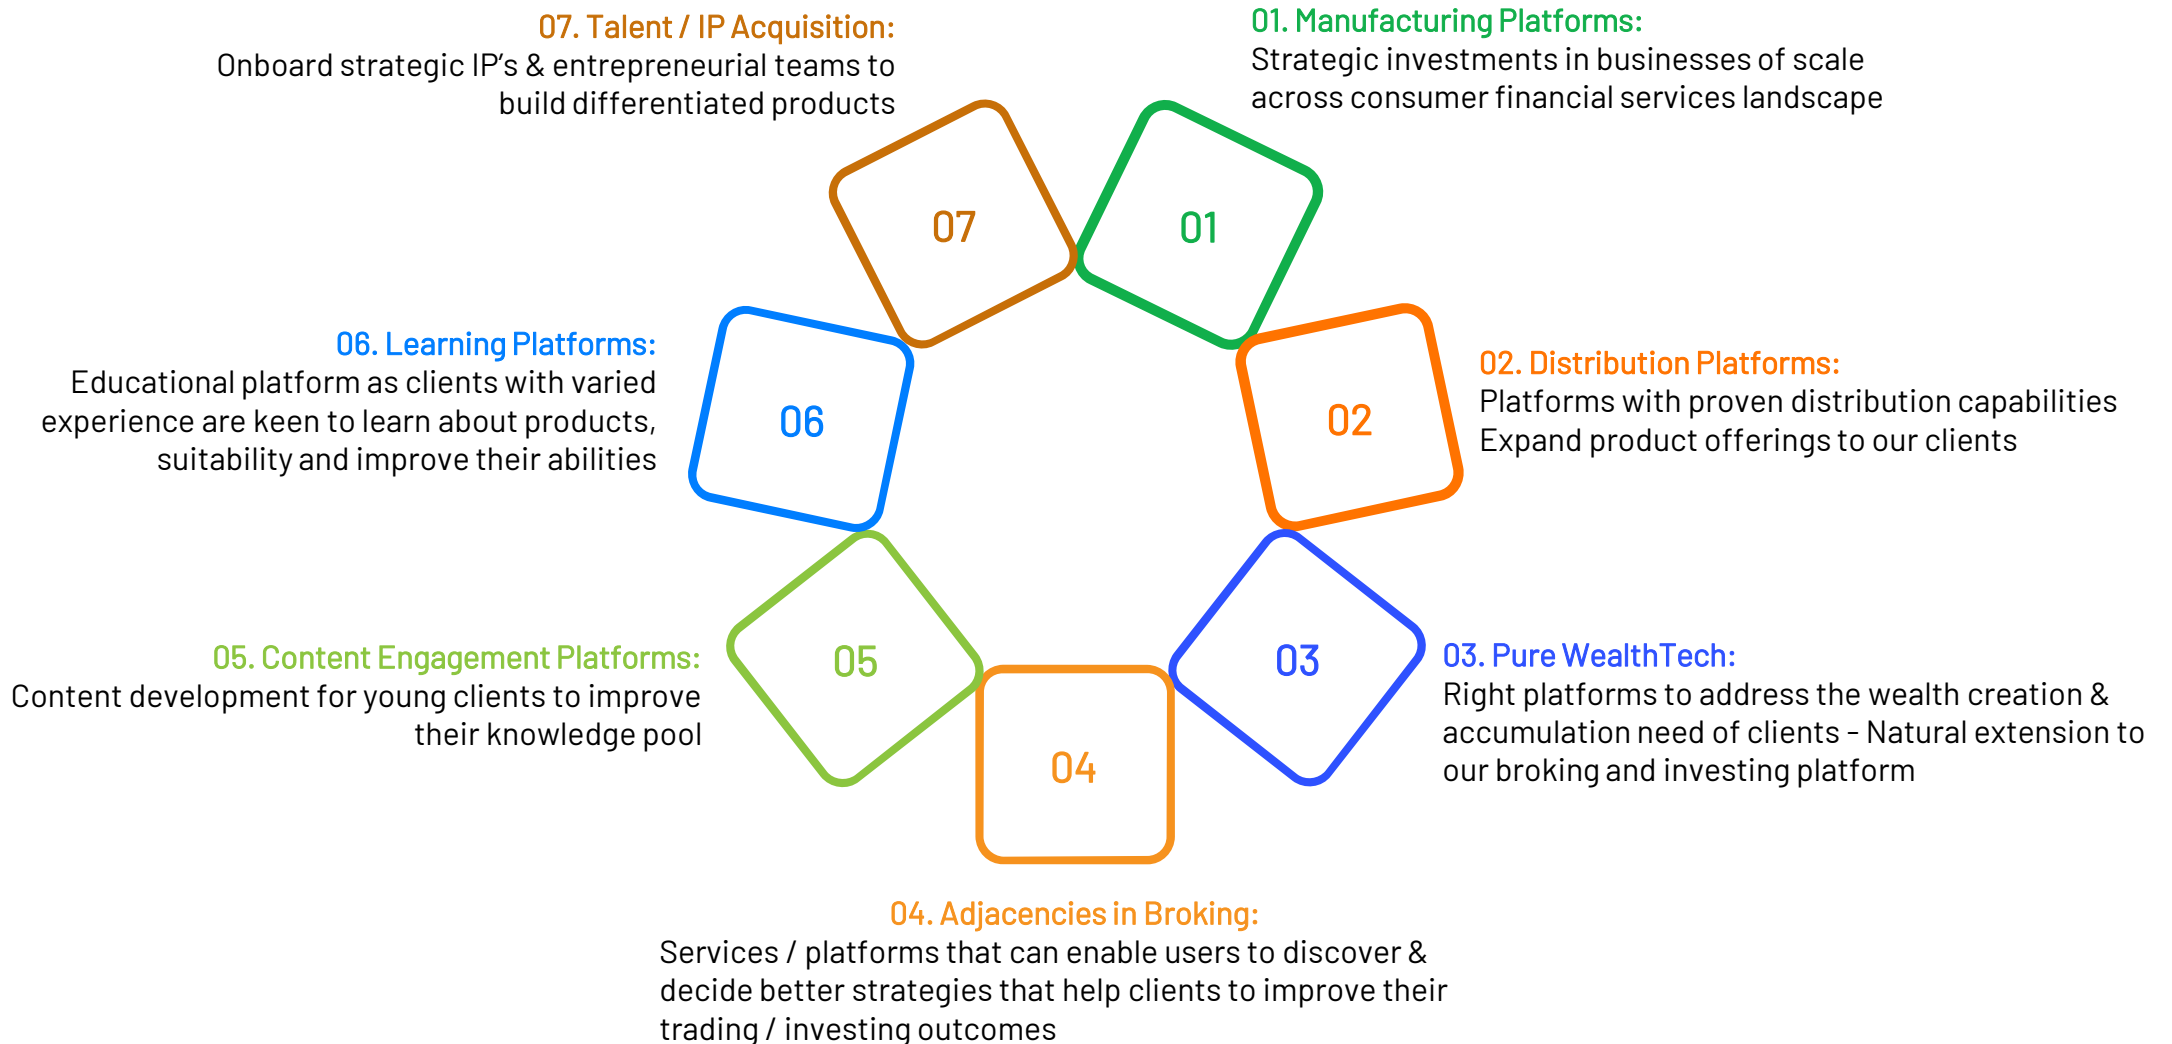 07. Talent / IP Acquisition:
Onboard strategic IP’s & entrepreneurial teams to
build differentiated products
01. Manufacturing Platforms:
Strategic investments in businesses of scale
across consumer financial services landscape
07
01
06. Learning Platforms:
Educational platform as clients with varied
experience are keen to learn about products,
suitability and improve their abilities
06
02
02. Distribution Platforms:
Platforms with proven distribution capabilities
Expand product offerings to our clients
05. Content Engagement Platforms:
Content development for young clients to improve
their knowledge pool
05
03
03. Pure WealthTech:
Right platforms to address the wealth creation &
accumulation need of clients - Natural extension to
our broking and investing platform
04
04. Adjacencies in Broking:
Services / platforms that can enable users to discover &
decide better strategies that help clients to improve their
trading / investing outcomes